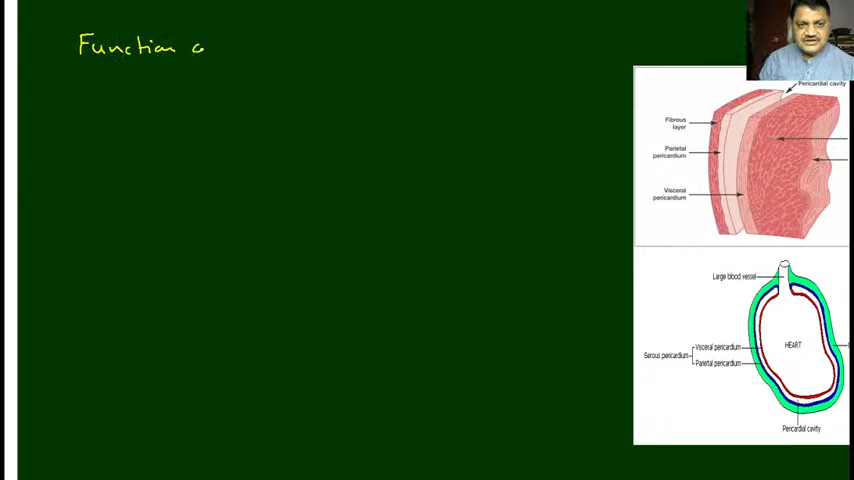 Function o
Pericardial cavity
Fibrous
layer
Parietal
pericardium
Visceral
pericardium
Large blood vessel
HEART
Serous pericardium
Visceral pericardium
Parietal pericardium
Pericardial cavity